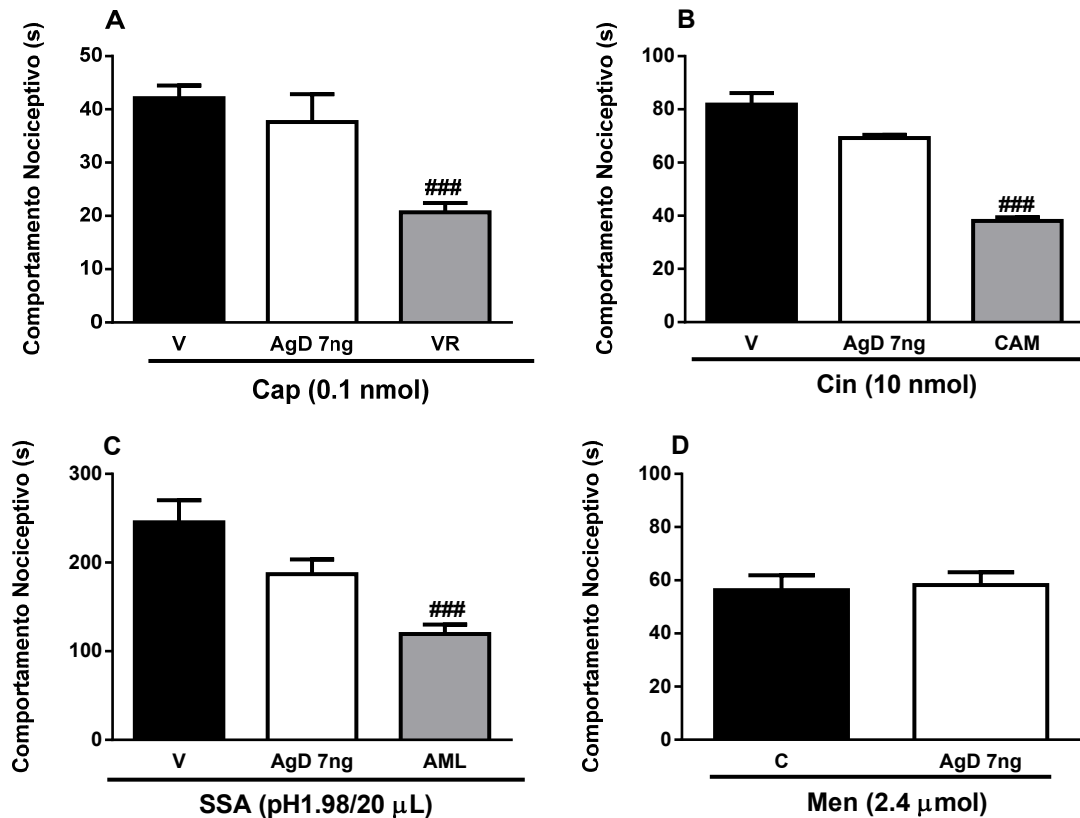 A
Comportamento Nociceptivo (s)
50
40
30
20
10
0
###
V AgD 7ng VR
Cap (0.1 nmol)
B
Comportamento Nociceptivo (s)
100
80
60
40
20
0
###
V AgD 7ng CAM
Cin (10 nmol)
C
Comportamento Nociceptivo (s)
300
200
100
0
###
V AgD 7ng AML
SSA (pH1.98/20 µL)
D
Comportamento Nociceptivo (s)
100
80
60
40
20
0
C AgD 7ng
Men (2.4 µmol)